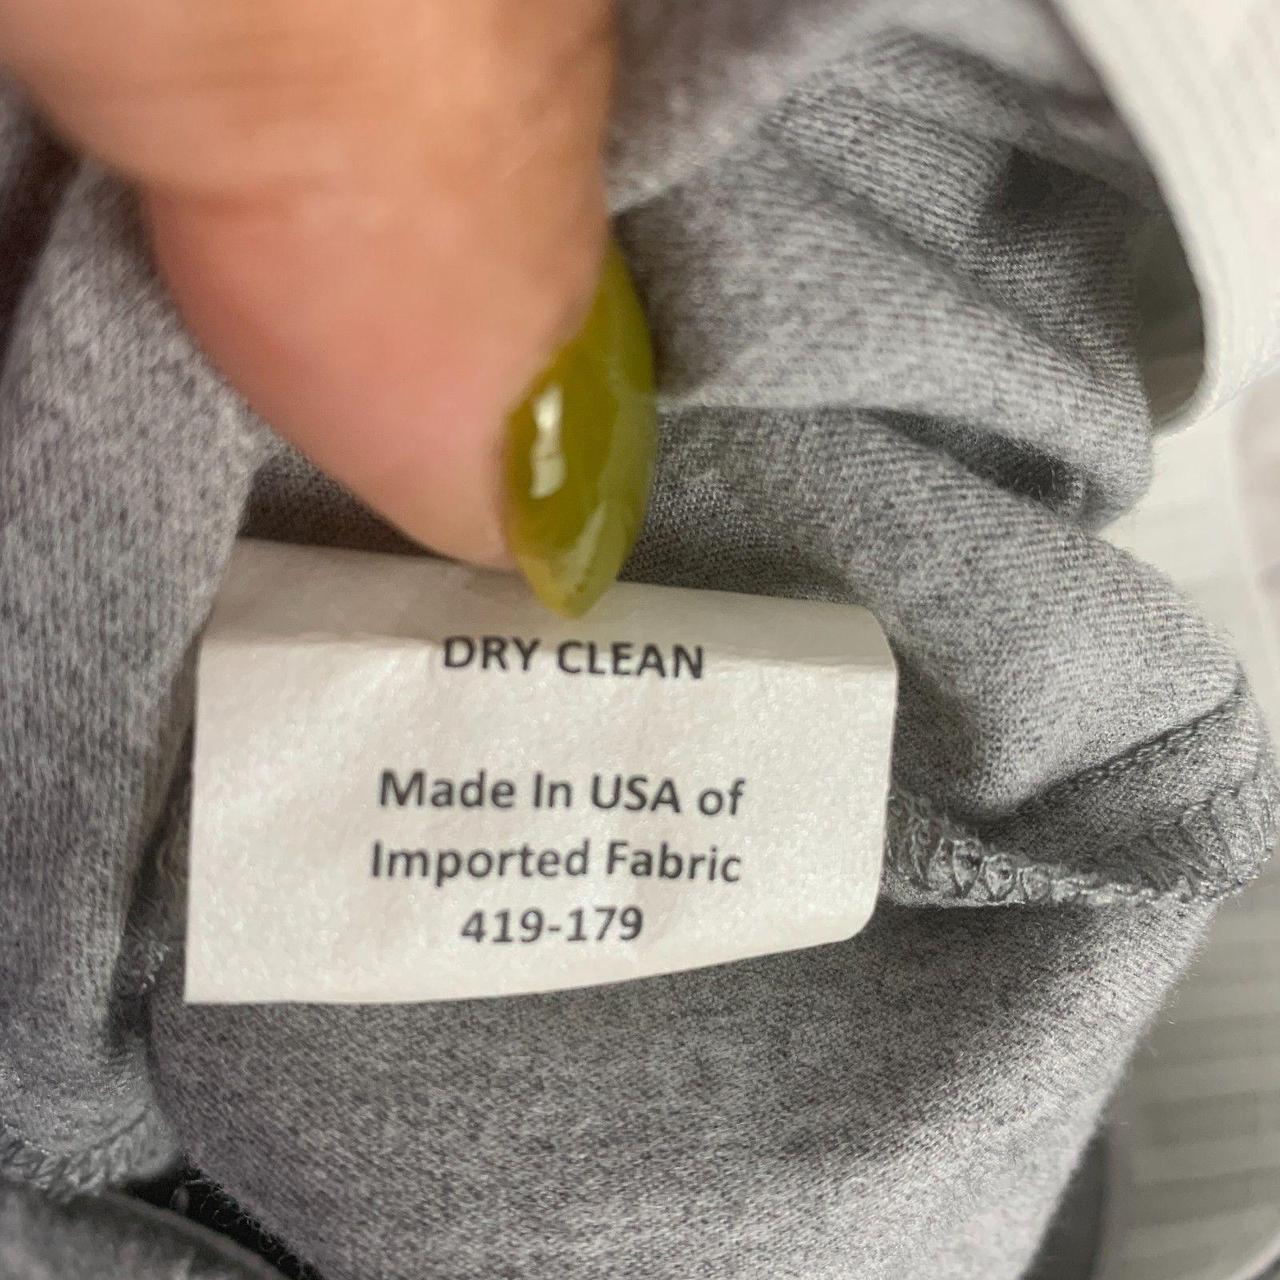 DRY CLEAN
Made In USA of
Imported Fabric
419-179